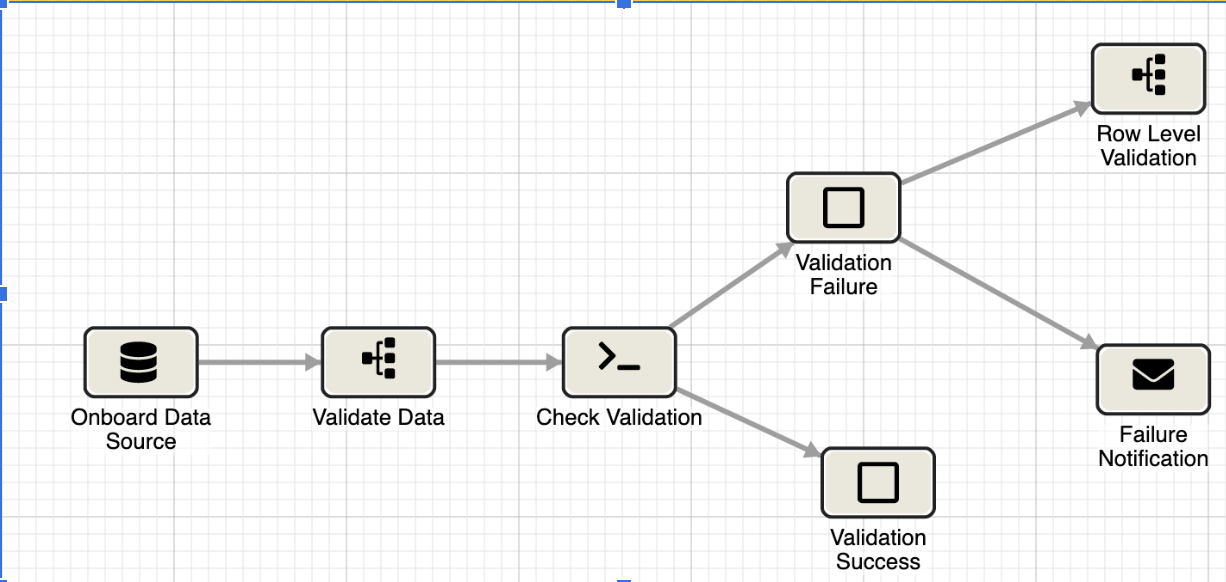 Row Level
Validation
Validation
Failure
Onboard Data
Source
Validate Data
Check Validation
Failure
Notification
Validation
Success